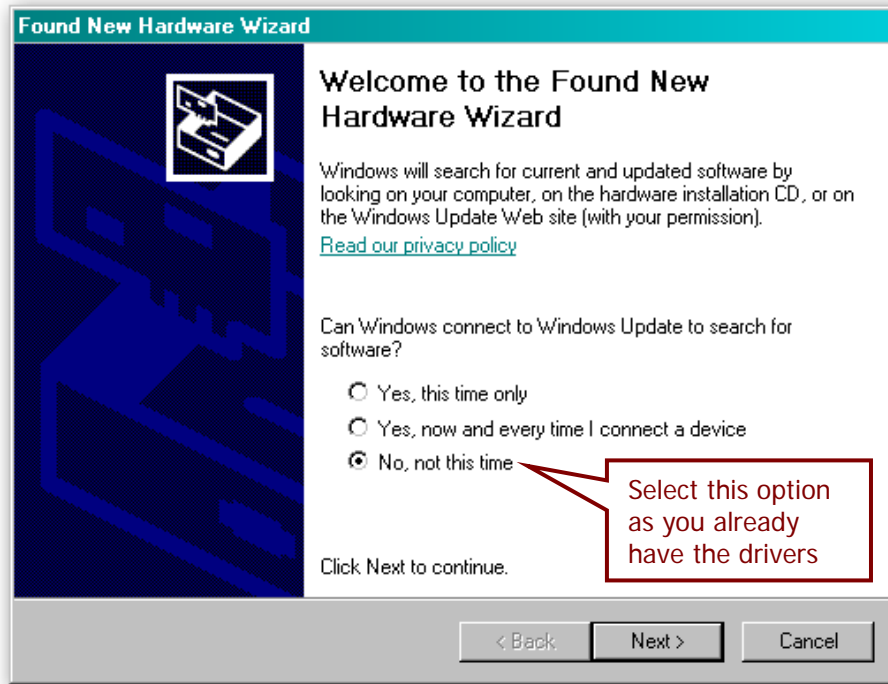 Found New Hardware Wizard
Welcome to the Found New
Hardware Wizard
Windows will search for current and updated software by
looking on your computer, on the hardware installation CD, or on
the Windows Update Web site (with your permission).
Read our privacy policy
Can Windows connect to Windows Update to search for
software?
Yes, this time only
Yes, now and every time I connect a device
No, not this time
Select this option
as you already
have the drivers
Click Next to continue.
< Back
Next >
Cancel